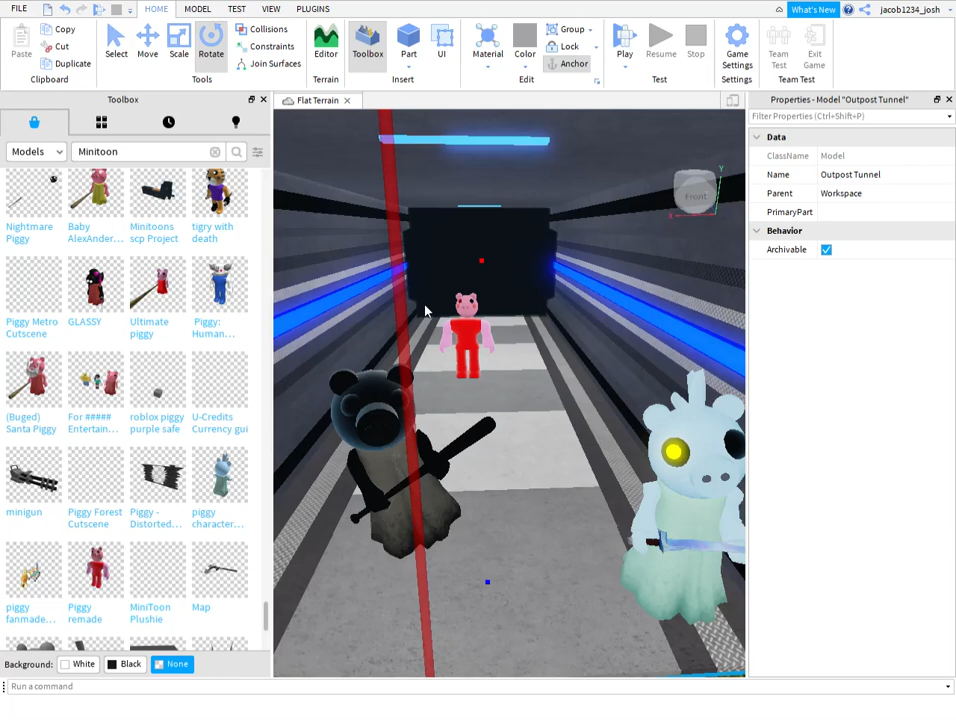 FILE HOME MODEL TEST VIEW PLUGINS What's New jacob1234_josh
Paste Copy Cut Duplicate Select Move Scale Rotate Collisions Constraints Join Surfaces Editor Toolbox Part UI Material Color Group Lock Anchor Play Resume Stop Game Settings Team Test Exit Game
Clipboard Tools Terrain Insert Edit Test Settings Team Test
Toolbox
Flat Terrain
Properties - Model "Outpost Tunnel"
Filter Properties (Ctrl+Shift+P)
Models Minitoon
Data
ClassName Model
Name Outpost Tunnel
Parent Workspace
PrimaryPart
Behavior
Archivable
Front
Y
X
Nightmare Piggy
Baby AlexAnder...
Minitoons scp Project
tigry with death
Piggy Metro Cutscene
GLASSY
Ultimate piggy
Piggy: Human...
(Buged) Santa Piggy
For ##### Entertain...
roblox piggy purple safe
U-Credits Currency gui
minigun
Piggy Forest Cutscene
Piggy - Distorted...
piggy character...
piggy fanmade...
Piggy remade
MiniToon Plushie
Map
Background: White Black None
Run a command